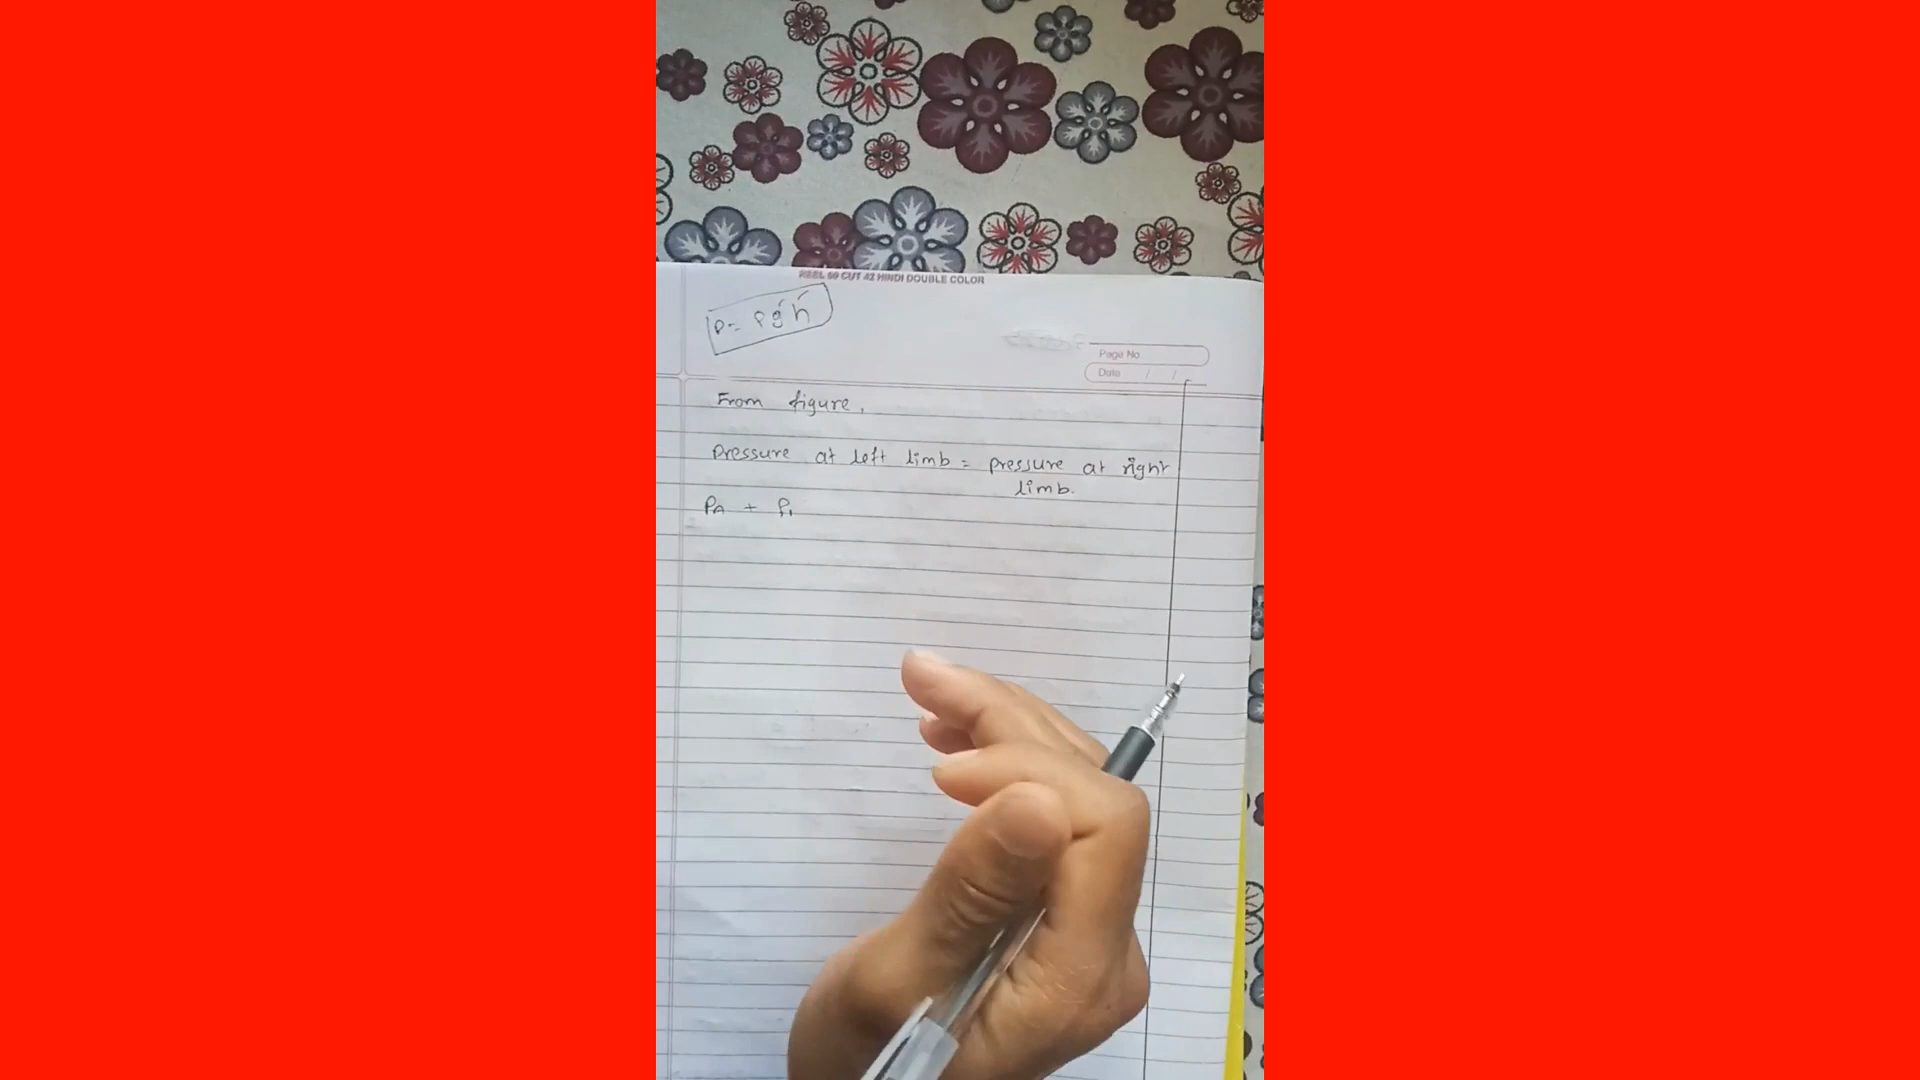 REEL 59 CUT 42 HINDI DOUBLE COLOR
P= ρgh
Page No
Date / /
From figure,
pressure at left limb = pressure at right
limb.
PA + P1